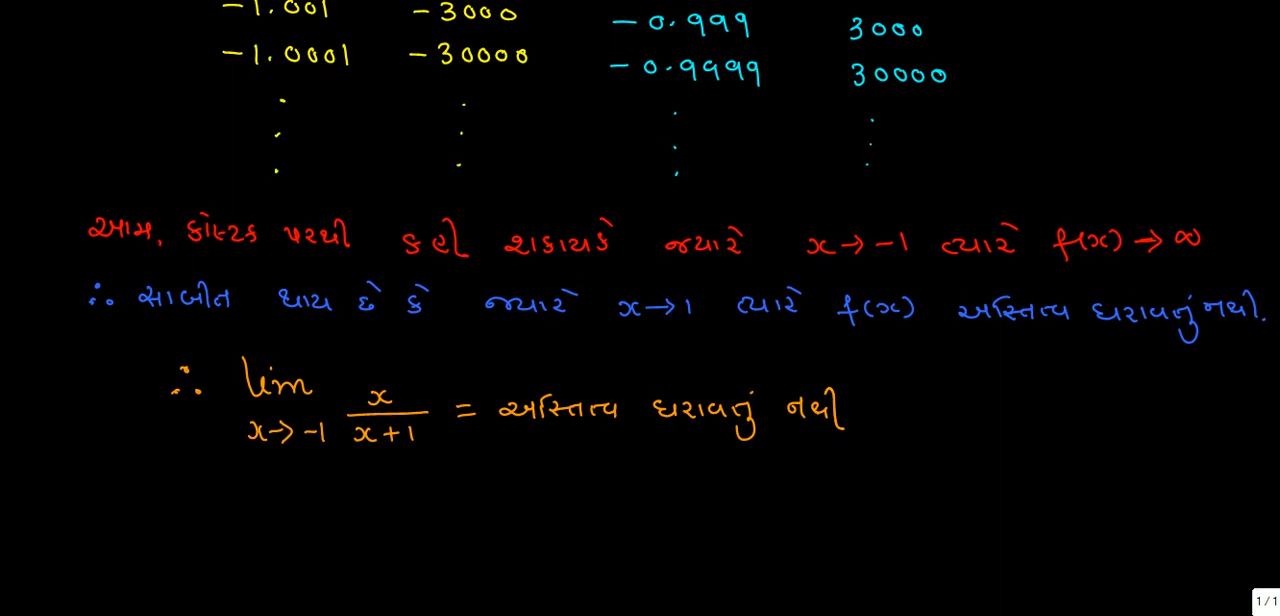 -1.001 -3000 -0.999 3000
-1.0001 -30000 -0.9999 30000
આમ, કોષ્ટક પરથી કહી શકાયકે જ્યારે x → -1 ત્યારે f(x) → ∞
∴ સાબીત થાય છે કે જ્યારે x → 1 ત્યારે f(x) અસ્તિત્વ ધરાવતું નથી.
∴ lim x→-1 x/(x+1) = અસ્તિત્વ ધરાવતું નથી
1/1